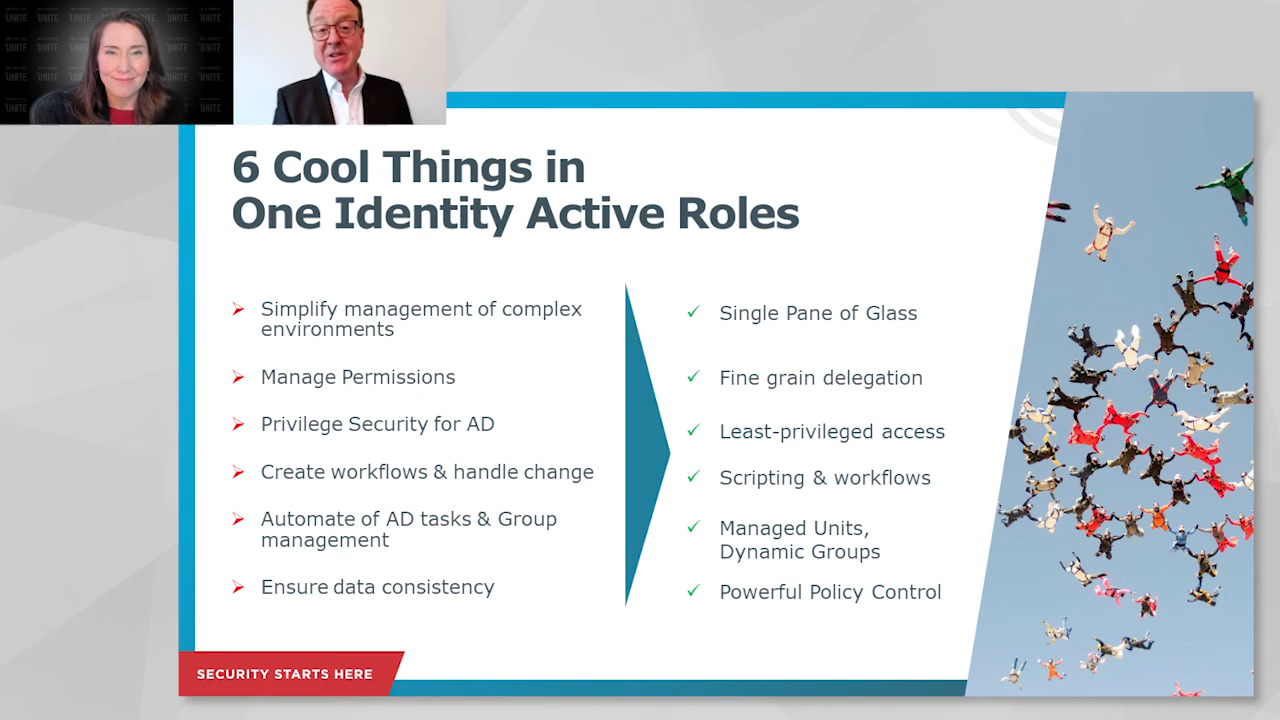 UNITE
6 Cool Things in
One Identity Active Roles
Simplify management of complex
environments
Manage Permissions
Privilege Security for AD
Create workflows & handle change
Automate of AD tasks & Group
management
Ensure data consistency
Single Pane of Glass
Fine grain delegation
Least-privileged access
Scripting & workflows
Managed Units,
Dynamic Groups
Powerful Policy Control
SECURITY STARTS HERE